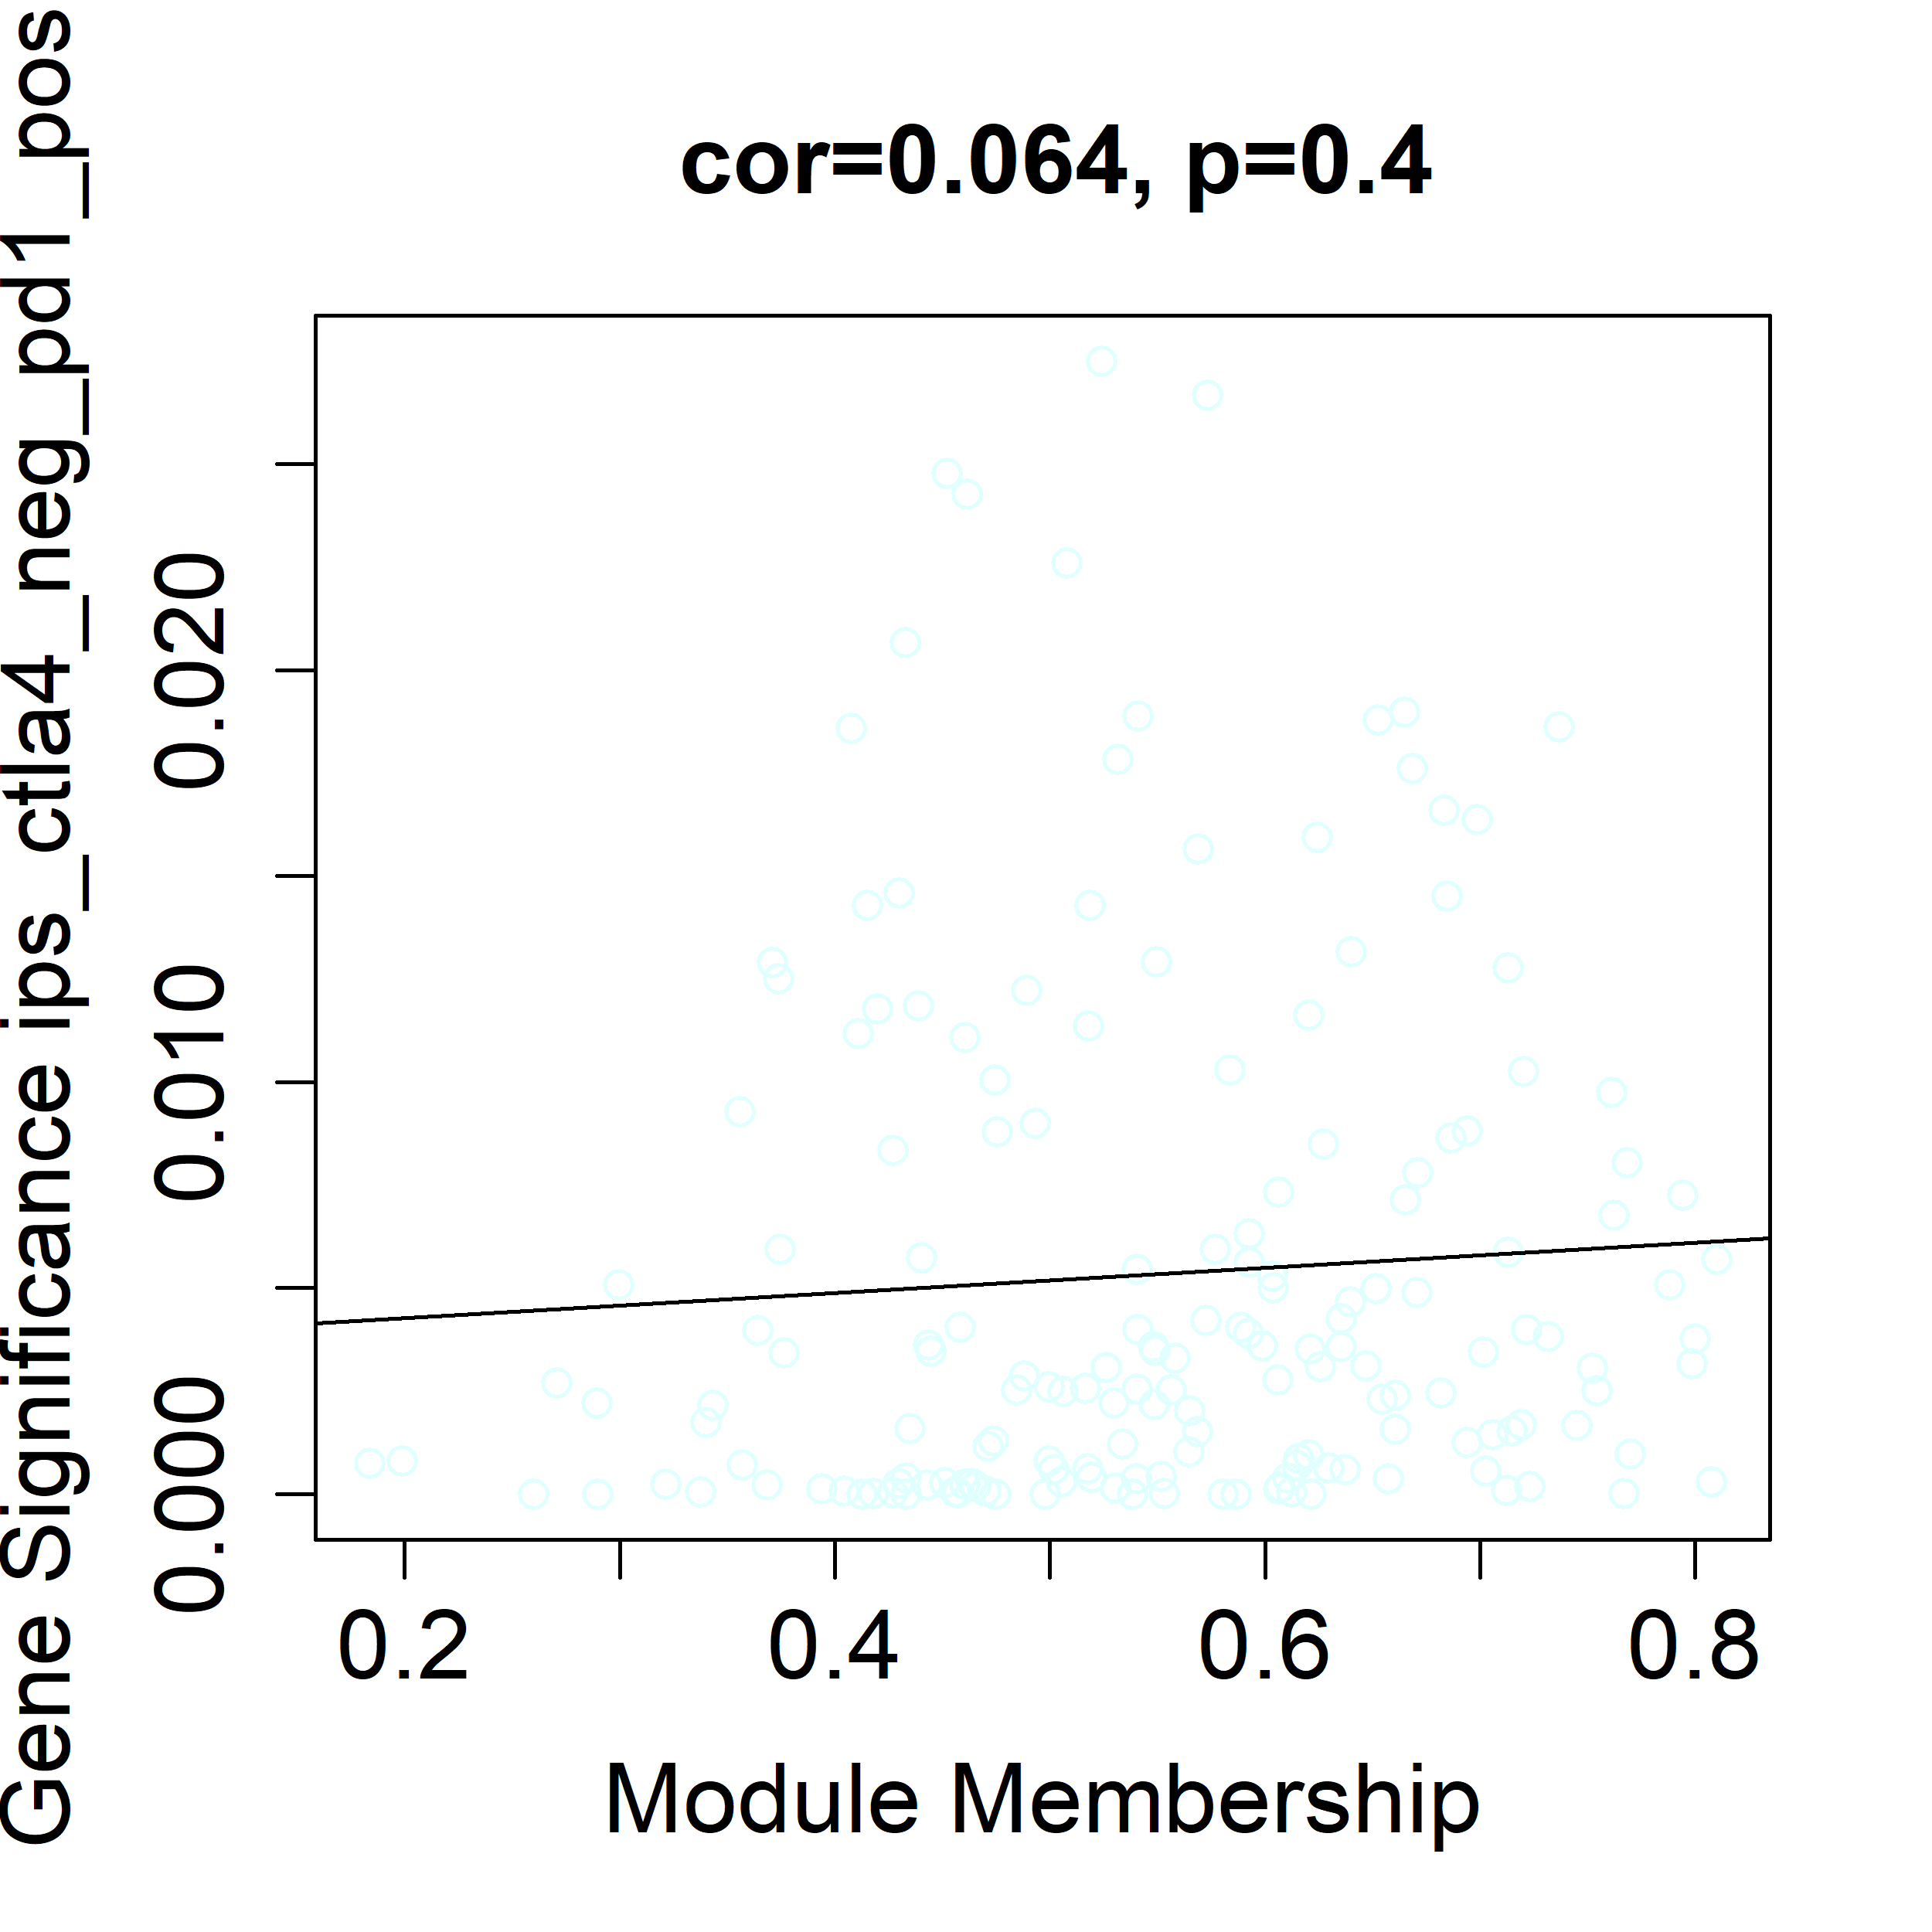 cor=0.064, p=0.4
Gene Significance ips_ctla4_neg_pd1_pos
0.020
0.010
0.000
0.2 0.4 0.6 0.8
Module Membership